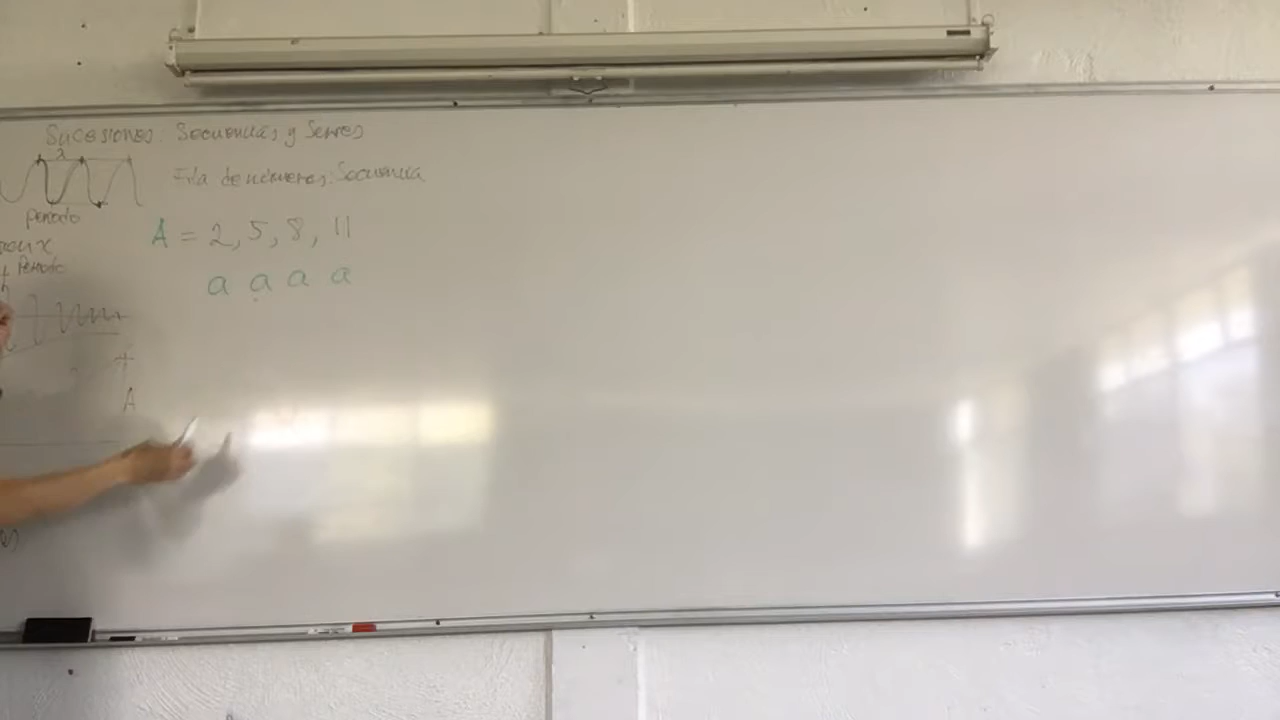 Sucesiones: Secuencias y Series
λ
Fila de números: Secuencia
periodo
A = 2, 5, 8, 11
Periodo
a a a a
A